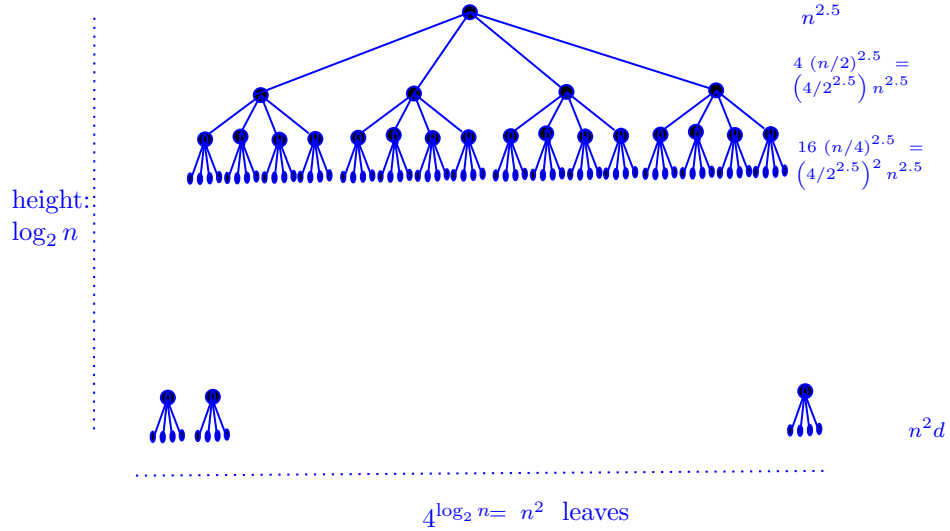 n^{2.5}
4 (n/2)^{2.5} =
(4/2^{2.5}) n^{2.5}
16 (n/4)^{2.5} =
(4/2^{2.5})^2 n^{2.5}
height:
log_2 n
n^2 d
4^{log_2 n} = n^2 leaves